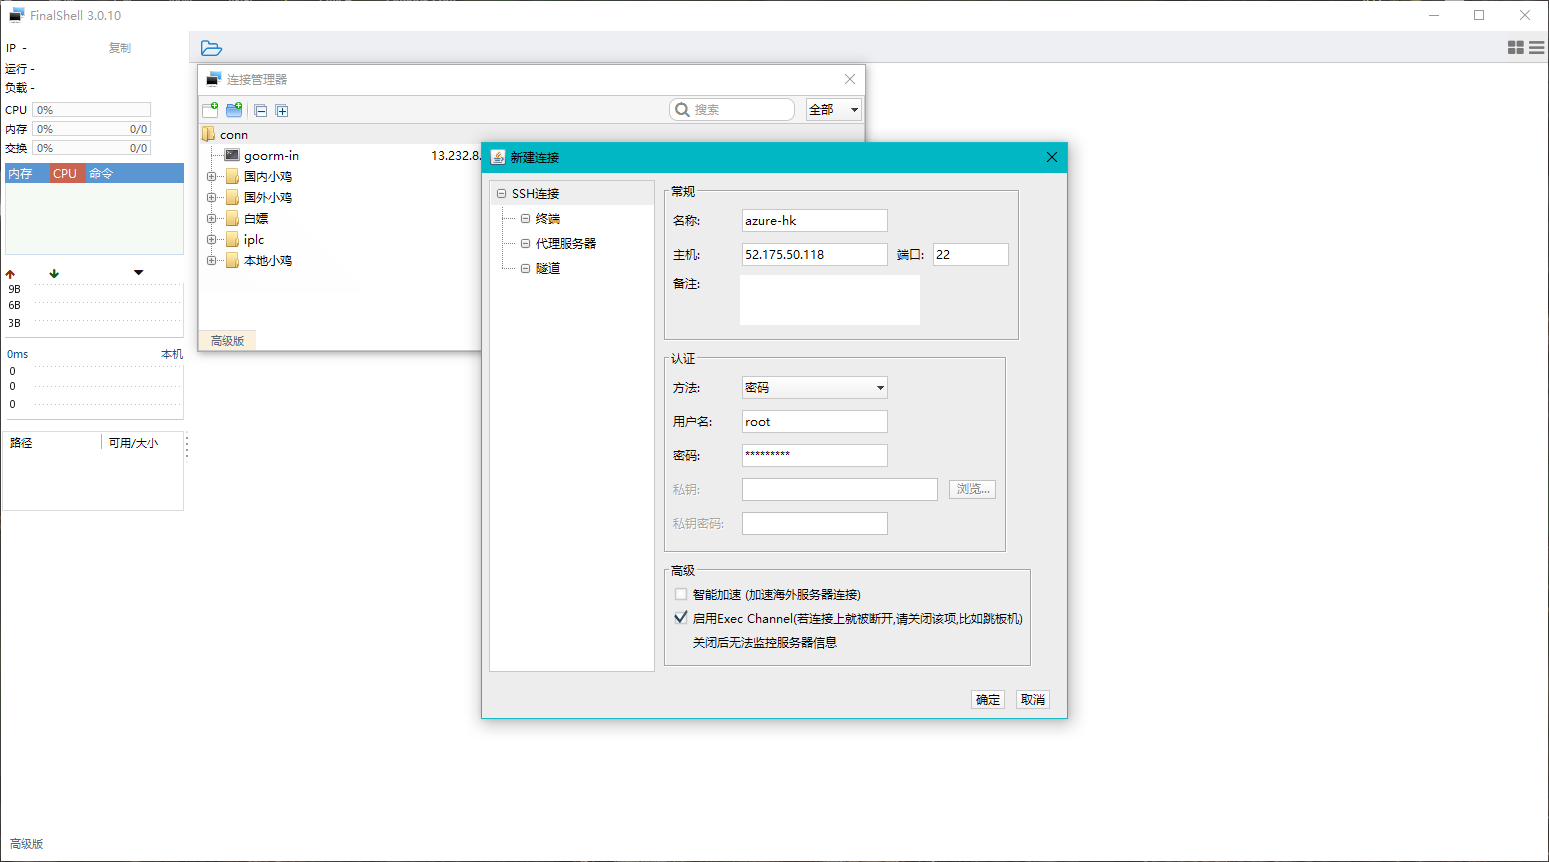 FinalShell 3.0.10
IP -
复制
运行 -
负载 -
CPU 0%
内存 0% 0/0
交换 0% 0/0
内存 CPU 命令
9B
6B
3B
0ms 本机
0
0
0
路径 可用/大小
高级版
连接管理器
搜索
全部
conn
goorm-in 13.232.8.
国内小鸡
国外小鸡
白嫖
iplc
本地小鸡
高级版
新建连接
SSH连接
终端
代理服务器
隧道
常规
名称: azure-hk
主机: 52.175.50.118 端口: 22
备注:
认证
方法: 密码
用户名: root
密码: *********
私钥: 浏览...
私钥密码:
高级
智能加速 (加速海外服务器连接)
启用Exec Channel(若连接上就被断开,请关闭该项,比如跳板机)
关闭后无法监控服务器信息
确定 取消